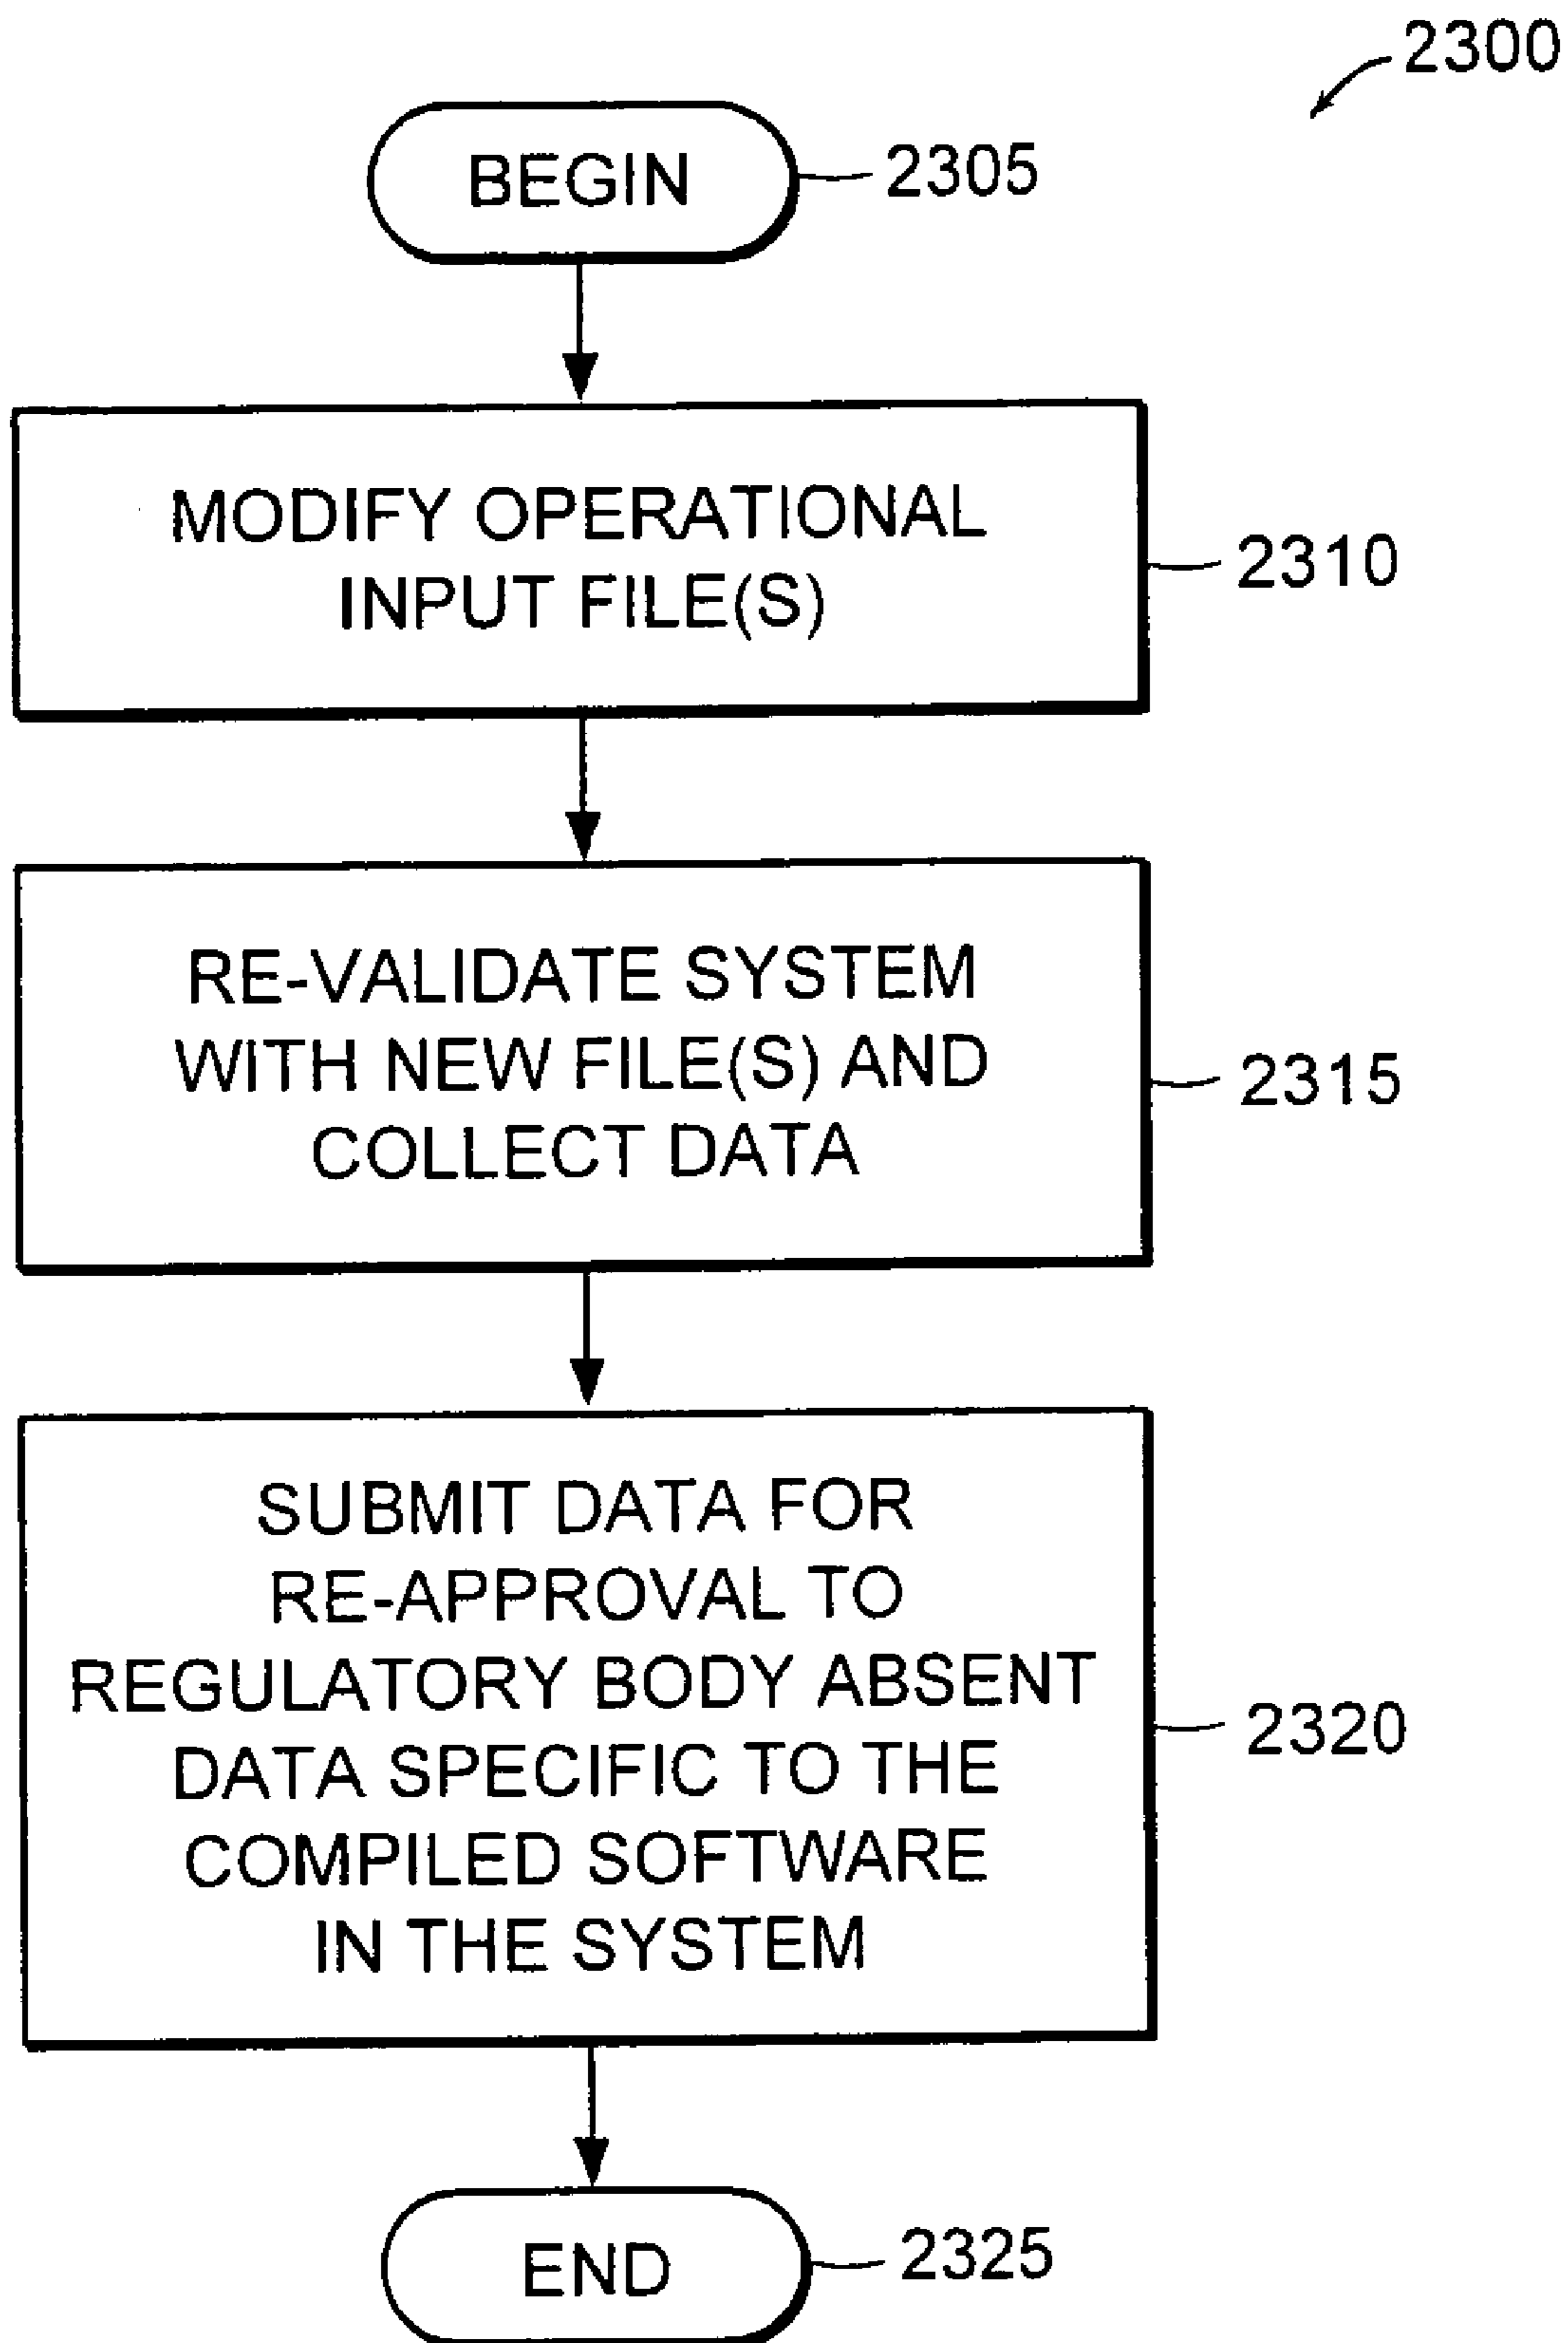 2300
BEGIN
2305
MODIFY OPERATIONAL
INPUT FILE(S)
2310
RE-VALIDATE SYSTEM
WITH NEW FILE(S) AND
COLLECT DATA
2315
SUBMIT DATA FOR
RE-APPROVAL TO
REGULATORY BODY ABSENT
DATA SPECIFIC TO THE
COMPILED SOFTWARE
IN THE SYSTEM
2320
END
2325